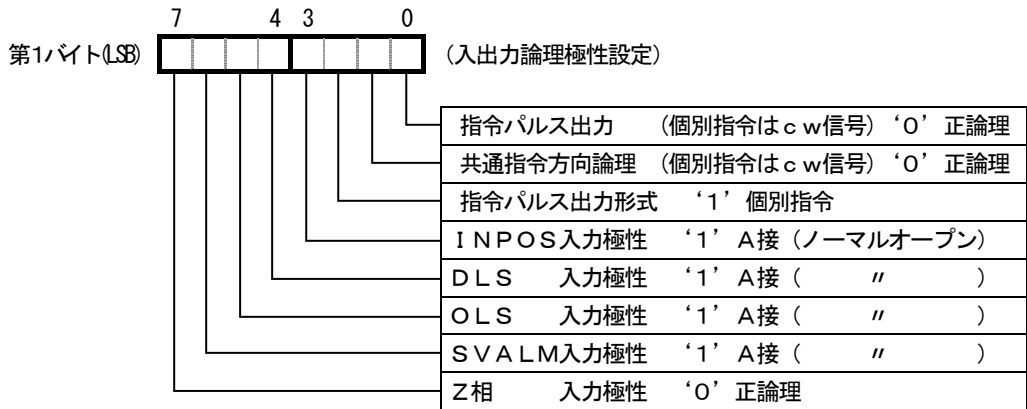 7 4 3 0
第1バイト(LSB) (入出力論理極性設定)
指令パルス出力 (個別指令はcw信号)‘0’正論理
共通指令方向論理 (個別指令はcw信号)‘0’正論理
指令パルス出力形式 ‘1’個別指令
INPOS入力極性 ‘1’A接(ノーマルオープン)
DLS 入力極性 ‘1’A接( 〃 )
OLS 入力極性 ‘1’A接( 〃 )
SVALM入力極性 ‘1’A接( 〃 )
Z相 入力極性 ‘0’正論理